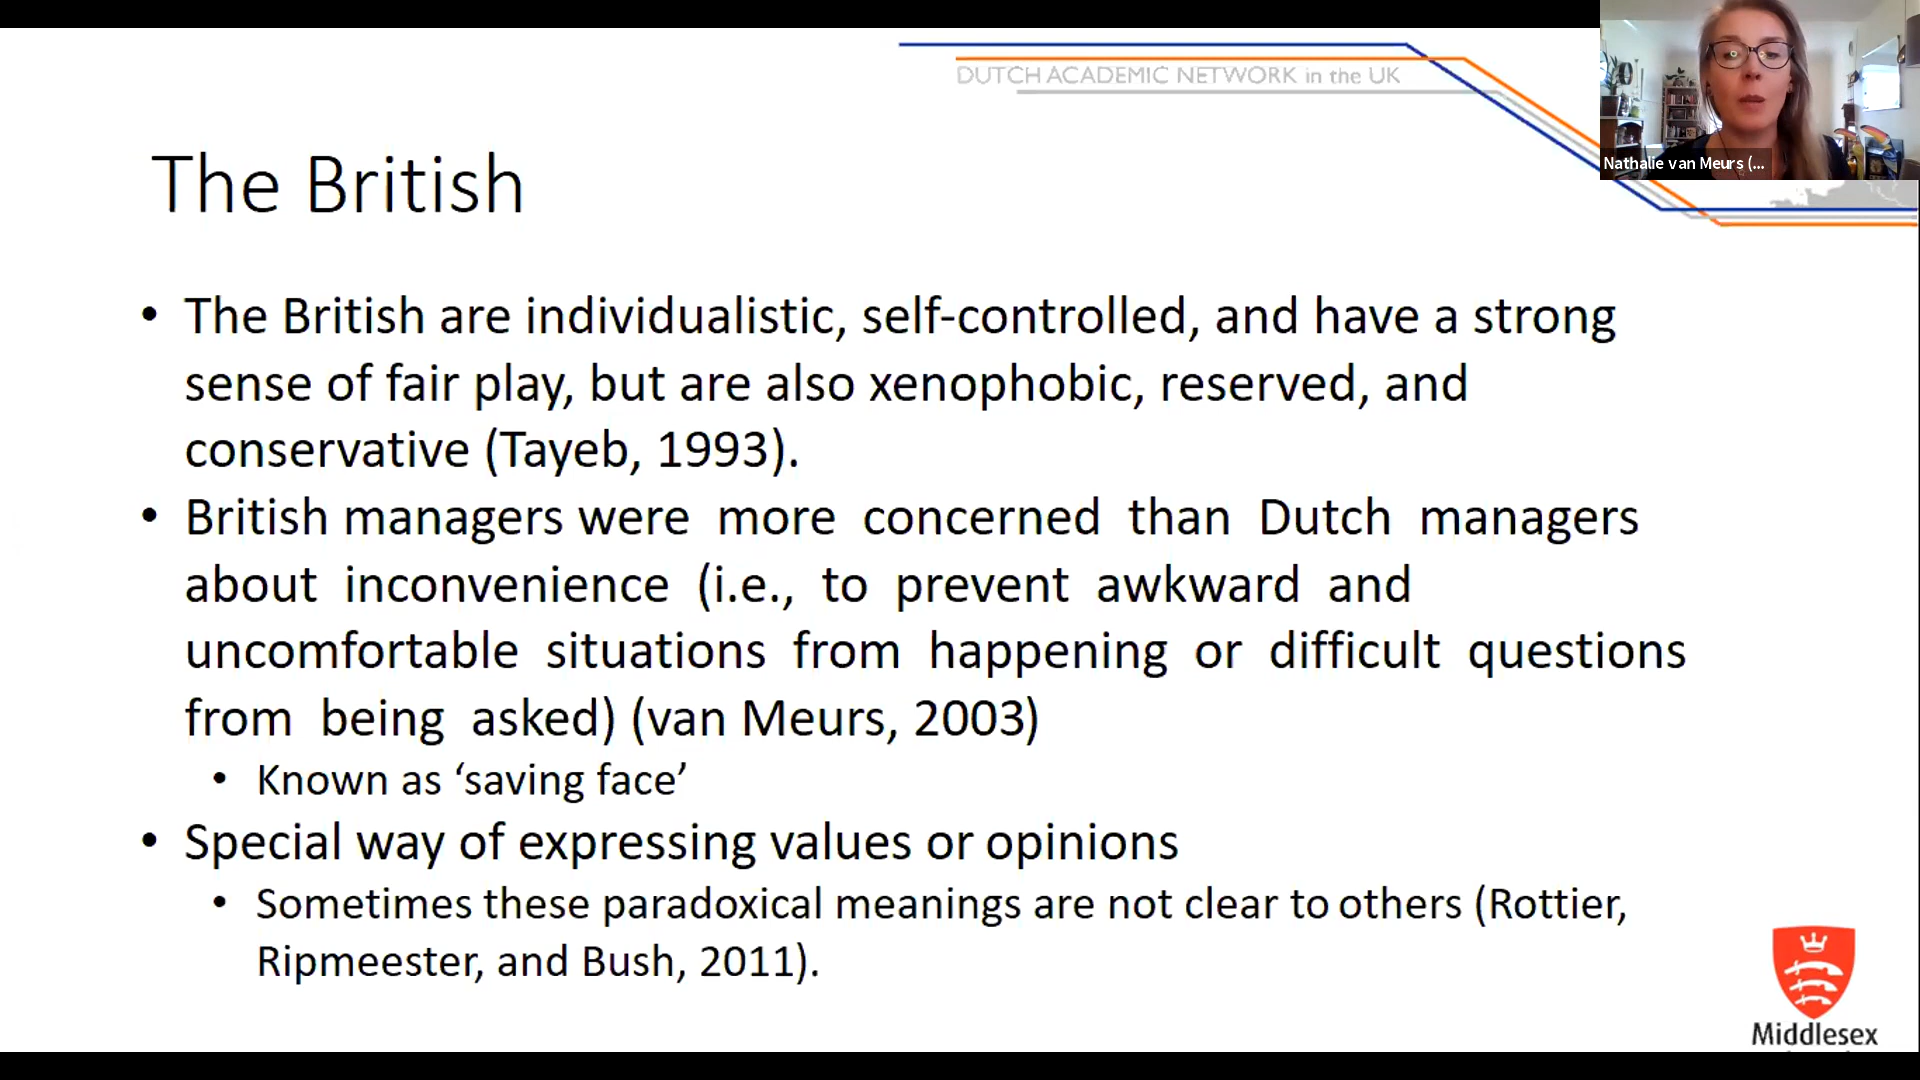 DUTCH ACADEMIC NETWORK in the UK
Nathalie van Meurs (...
The British
• The British are individualistic, self-controlled, and have a strong
sense of fair play, but are also xenophobic, reserved, and
conservative (Tayeb, 1993).
• British managers were more concerned than Dutch managers
about inconvenience (i.e., to prevent awkward and
uncomfortable situations from happening or difficult questions
from being asked) (van Meurs, 2003)
• Known as ‘saving face’
• Special way of expressing values or opinions
• Sometimes these paradoxical meanings are not clear to others (Rottier,
Ripmeester, and Bush, 2011).
Middlesex